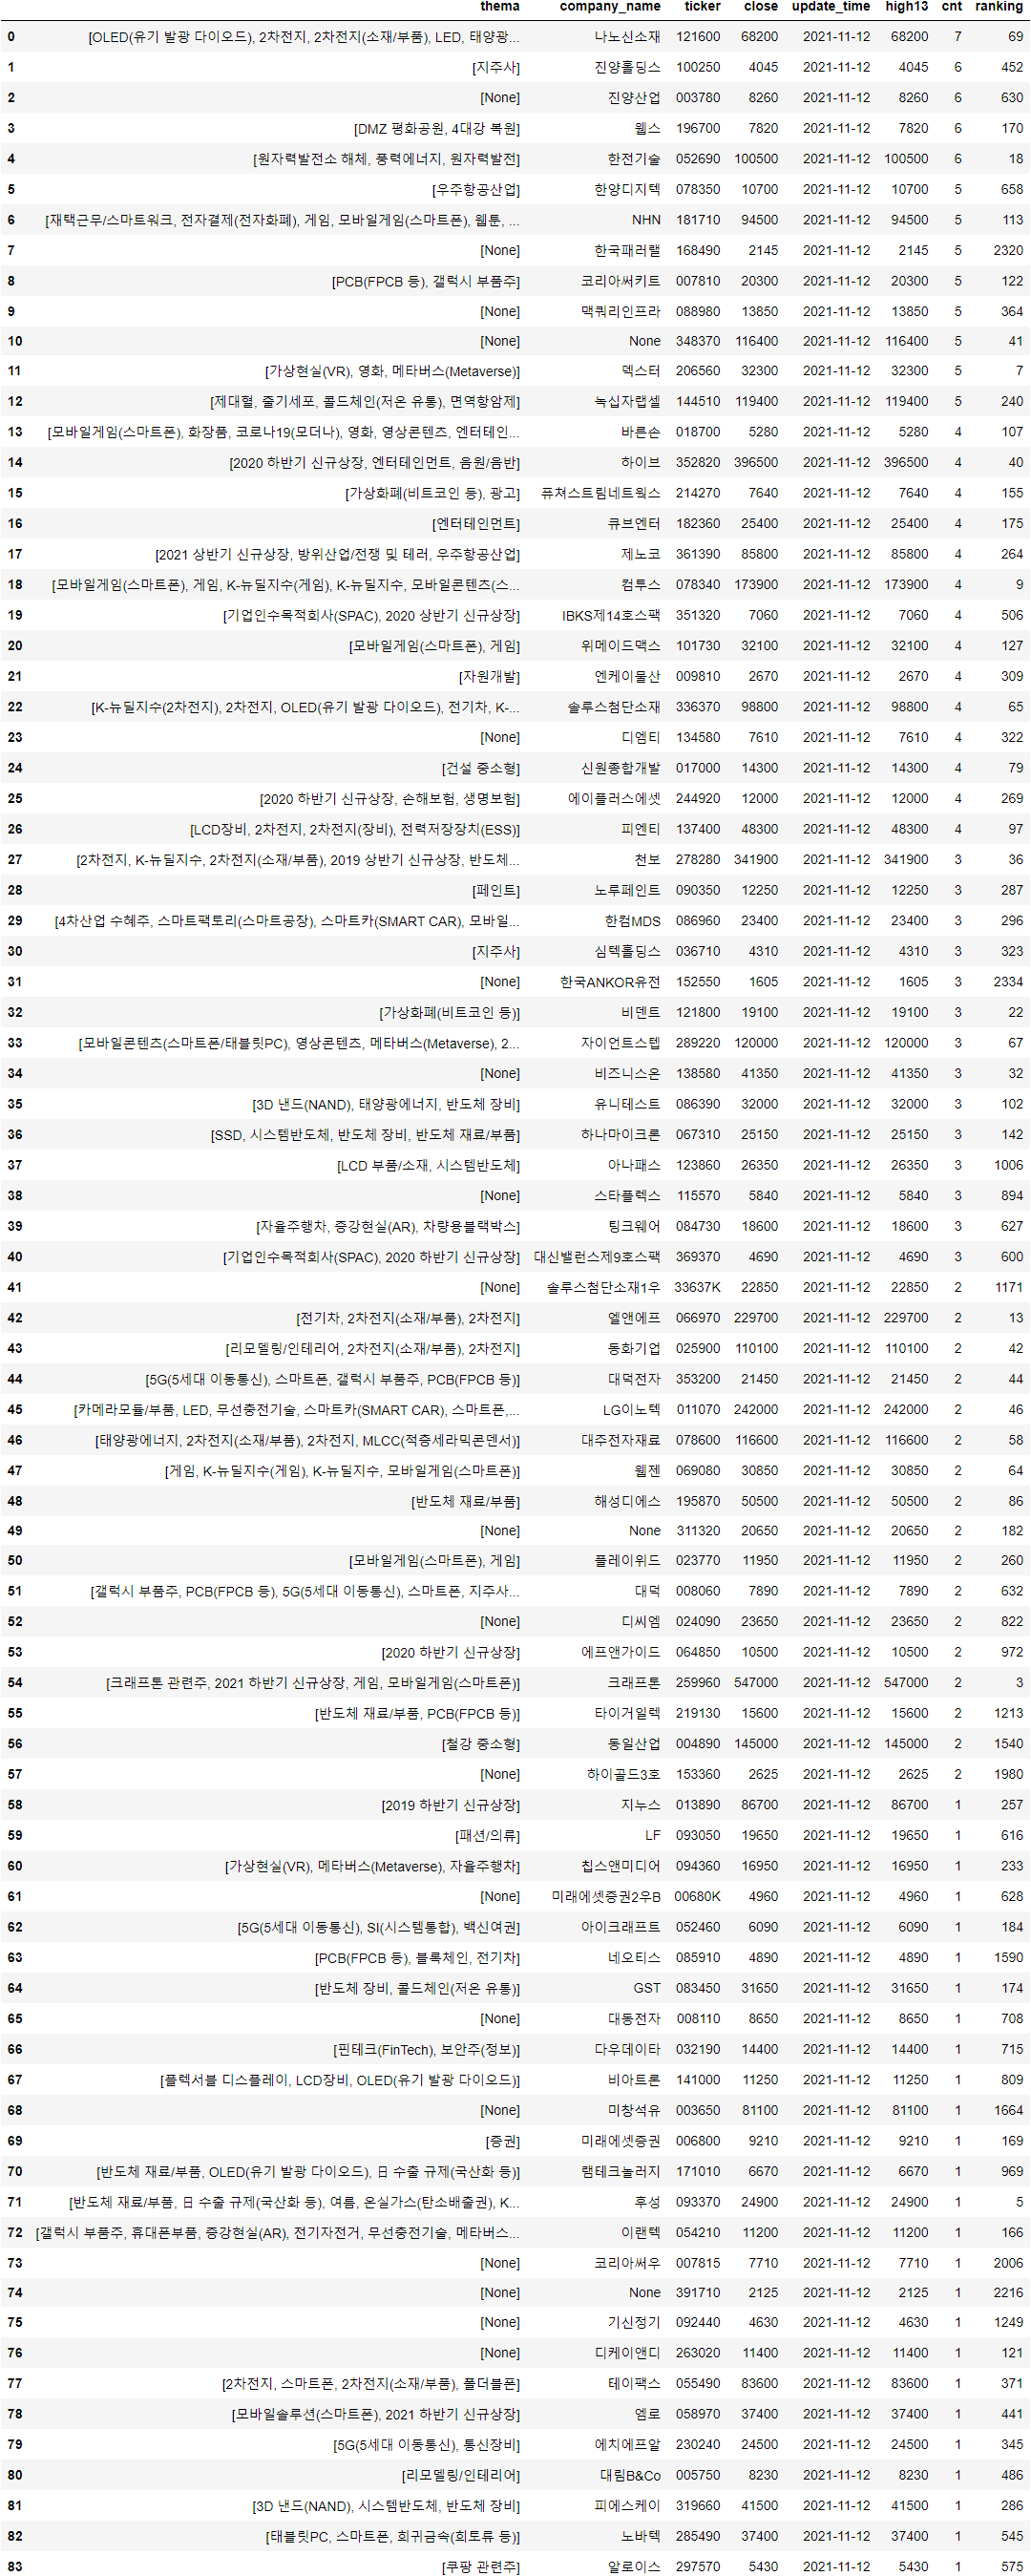 thema company_name ticker close update_time high13 cnt ranking
0 [OLED(유기 발광 다이오드), 2차전지, 2차전지(소재/부품), LED, 태양광... 나노신소재 121600 68200 2021-11-12 68200 7 69
1 [지주사] 진양홀딩스 100250 4045 2021-11-12 4045 6 452
2 [None] 진양산업 003780 8260 2021-11-12 8260 6 630
3 [DMZ 평화공원, 4대강 복원] 웹스 196700 7820 2021-11-12 7820 6 170
4 [원자력발전소 해체, 풍력에너지, 원자력발전] 한전기술 052690 100500 2021-11-12 100500 6 18
5 [우주항공산업] 한양디지텍 078350 10700 2021-11-12 10700 5 658
6 [재택근무/스마트워크, 전자결제(전자화폐), 게임, 모바일게임(스마트폰), 웹툰, ... NHN 181710 94500 2021-11-12 94500 5 113
7 [None] 한국패러랠 168490 2145 2021-11-12 2145 5 2320
8 [PCB(FPCB 등), 갤럭시 부품주] 코리아써키트 007810 20300 2021-11-12 20300 5 122
9 [None] 맥쿼리인프라 088980 13850 2021-11-12 13850 5 364
10 [None] None 348370 116400 2021-11-12 116400 5 41
11 [가상현실(VR), 영화, 메타버스(Metaverse)] 덱스터 206560 32300 2021-11-12 32300 5 7
12 [제대혈, 줄기세포, 콜드체인(저온 유통), 면역항암제] 녹십자랩셀 144510 119400 2021-11-12 119400 5 240
13 [모바일게임(스마트폰), 화장품, 코로나19(모더나), 영화, 영상콘텐츠, 엔터테인... 바른손 018700 5280 2021-11-12 5280 4 107
14 [2020 하반기 신규상장, 엔터테인먼트, 음원/음반] 하이브 352820 396500 2021-11-12 396500 4 40
15 [가상화폐(비트코인 등), 광고] 퓨쳐스트림네트웍스 214270 7640 2021-11-12 7640 4 155
16 [엔터테인먼트] 큐브엔터 182360 25400 2021-11-12 25400 4 175
17 [2021 상반기 신규상장, 방위산업/전쟁 및 테러, 우주항공산업] 제노코 361390 85800 2021-11-12 85800 4 264
18 [모바일게임(스마트폰), 게임, K-뉴딜지수(게임), K-뉴딜지수, 모바일콘텐츠(스... 컴투스 078340 173900 2021-11-12 173900 4 9
19 [기업인수목적회사(SPAC), 2020 상반기 신규상장] IBKS제14호스팩 351320 7060 2021-11-12 7060 4 506
20 [모바일게임(스마트폰), 게임] 위메이드맥스 101730 32100 2021-11-12 32100 4 127
21 [자원개발] 엔케이물산 009810 2670 2021-11-12 2670 4 309
22 [K-뉴딜지수(2차전지), 2차전지, OLED(유기 발광 다이오드), 전기차, K-... 솔루스첨단소재 336370 98800 2021-11-12 98800 4 65
23 [None] 디엠티 134580 7610 2021-11-12 7610 4 322
24 [건설 중소형] 신원종합개발 017000 14300 2021-11-12 14300 4 79
25 [2020 하반기 신규상장, 손해보험, 생명보험] 에이플러스에셋 244920 12000 2021-11-12 12000 4 269
26 [LCD장비, 2차전지, 2차전지(장비), 전력저장장치(ESS)] 피엔티 137400 48300 2021-11-12 48300 4 97
27 [2차전지, K-뉴딜지수, 2차전지(소재/부품), 2019 상반기 신규상장, 반도체... 천보 278280 341900 2021-11-12 341900 3 36
28 [페인트] 노루페인트 090350 12250 2021-11-12 12250 3 287
29 [4차산업 수혜주, 스마트팩토리(스마트공장), 스마트카(SMART CAR), 모바일... 한컴MDS 086960 23400 2021-11-12 23400 3 296
30 [지주사] 심텍홀딩스 036710 4310 2021-11-12 4310 3 323
31 [None] 한국ANKOR유전 152550 1605 2021-11-12 1605 3 2334
32 [가상화폐(비트코인 등)] 비덴트 121800 19100 2021-11-12 19100 3 22
33 [모바일콘텐츠(스마트폰/태블릿PC), 영상콘텐츠, 메타버스(Metaverse), 2... 자이언트스텝 289220 120000 2021-11-12 120000 3 67
34 [None] 비즈니스온 138580 41350 2021-11-12 41350 3 32
35 [3D 낸드(NAND), 태양광에너지, 반도체 장비] 유니테스트 086390 32000 2021-11-12 32000 3 102
36 [SSD, 시스템반도체, 반도체 장비, 반도체 재료/부품] 하나마이크론 067310 25150 2021-11-12 25150 3 142
37 [LCD 부품/소재, 시스템반도체] 아나패스 123860 26350 2021-11-12 26350 3 1006
38 [None] 스타플렉스 115570 5840 2021-11-12 5840 3 894
39 [자율주행차, 증강현실(AR), 차량용블랙박스] 팅크웨어 084730 18600 2021-11-12 18600 3 627
40 [기업인수목적회사(SPAC), 2020 하반기 신규상장] 대신밸런스제9호스팩 369370 4690 2021-11-12 4690 3 600
41 [None] 솔루스첨단소재1우 33637K 22850 2021-11-12 22850 2 1171
42 [전기차, 2차전지(소재/부품), 2차전지] 엘앤에프 066970 229700 2021-11-12 229700 2 13
43 [리모델링/인테리어, 2차전지(소재/부품), 2차전지] 동화기업 025900 110100 2021-11-12 110100 2 42
44 [5G(5세대 이동통신), 스마트폰, 갤럭시 부품주, PCB(FPCB 등)] 대덕전자 353200 21450 2021-11-12 21450 2 44
45 [카메라모듈/부품, LED, 무선충전기술, 스마트카(SMART CAR), 스마트폰,... LG이노텍 011070 242000 2021-11-12 242000 2 46
46 [태양광에너지, 2차전지(소재/부품), 2차전지, MLCC(적층세라믹콘덴서)] 대주전자재료 078600 116600 2021-11-12 116600 2 58
47 [게임, K-뉴딜지수(게임), K-뉴딜지수, 모바일게임(스마트폰)] 웹젠 069080 30850 2021-11-12 30850 2 64
48 [반도체 재료/부품] 해성디에스 195870 50500 2021-11-12 50500 2 86
49 [None] None 311320 20650 2021-11-12 20650 2 182
50 [모바일게임(스마트폰), 게임] 플레이위드 023770 11950 2021-11-12 11950 2 260
51 [갤럭시 부품주, PCB(FPCB 등), 5G(5세대 이동통신), 스마트폰, 지주사... 대덕 008060 7890 2021-11-12 7890 2 632
52 [None] 디씨엠 024090 23650 2021-11-12 23650 2 822
53 [2020 하반기 신규상장] 에프앤가이드 064850 10500 2021-11-12 10500 2 972
54 [크래프톤 관련주, 2021 하반기 신규상장, 게임, 모바일게임(스마트폰)] 크래프톤 259960 547000 2021-11-12 547000 2 3
55 [반도체 재료/부품, PCB(FPCB 등)] 타이거일렉 219130 15600 2021-11-12 15600 2 1213
56 [철강 중소형] 동일산업 004890 145000 2021-11-12 145000 2 1540
57 [None] 하이골드3호 153360 2625 2021-11-12 2625 2 1980
58 [2019 하반기 신규상장] 지누스 013890 86700 2021-11-12 86700 1 257
59 [패션/의류] LF 093050 19650 2021-11-12 19650 1 616
60 [가상현실(VR), 메타버스(Metaverse), 자율주행차] 칩스앤미디어 094360 16950 2021-11-12 16950 1 233
61 [None] 미래에셋증권2우B 00680K 4960 2021-11-12 4960 1 628
62 [5G(5세대 이동통신), SI(시스템통합), 백신여권] 아이크래프트 052460 6090 2021-11-12 6090 1 184
63 [PCB(FPCB 등), 블록체인, 전기차] 네오티스 085910 4890 2021-11-12 4890 1 1590
64 [반도체 장비, 콜드체인(저온 유통)] GST 083450 31650 2021-11-12 31650 1 174
65 [None] 대동전자 008110 8650 2021-11-12 8650 1 708
66 [핀테크(FinTech), 보안주(정보)] 다우데이타 032190 14400 2021-11-12 14400 1 715
67 [플렉서블 디스플레이, LCD장비, OLED(유기 발광 다이오드)] 비아트론 141000 11250 2021-11-12 11250 1 809
68 [None] 미창석유 003650 81100 2021-11-12 81100 1 1664
69 [증권] 미래에셋증권 006800 9210 2021-11-12 9210 1 169
70 [반도체 재료/부품, OLED(유기 발광 다이오드), 日 수출 규제(국산화 등)] 램테크놀러지 171010 6670 2021-11-12 6670 1 969
71 [반도체 재료/부품, 日 수출 규제(국산화 등), 여름, 온실가스(탄소배출권), K... 후성 093370 24900 2021-11-12 24900 1 5
72 [갤럭시 부품주, 휴대폰부품, 증강현실(AR), 전기자전거, 무선충전기술, 메타버스... 이랜텍 054210 11200 2021-11-12 11200 1 166
73 [None] 코리아써우 007815 7710 2021-11-12 7710 1 2006
74 [None] None 391710 2125 2021-11-12 2125 1 2216
75 [None] 기신정기 092440 4630 2021-11-12 4630 1 1249
76 [None] 디케이앤디 263020 11400 2021-11-12 11400 1 121
77 [2차전지, 스마트폰, 2차전지(소재/부품), 폴더블폰] 테이팩스 055490 83600 2021-11-12 83600 1 371
78 [모바일솔루션(스마트폰), 2021 하반기 신규상장] 엠로 058970 37400 2021-11-12 37400 1 441
79 [5G(5세대 이동통신), 통신장비] 에치에프알 230240 24500 2021-11-12 24500 1 345
80 [리모델링/인테리어] 대림B&Co 005750 8230 2021-11-12 8230 1 486
81 [3D 낸드(NAND), 시스템반도체, 반도체 장비] 피에스케이 319660 41500 2021-11-12 41500 1 286
82 [태블릿PC, 스마트폰, 희귀금속(희토류 등)] 노바텍 285490 37400 2021-11-12 37400 1 545
83 [쿠팡 관련주] 알로이스 297570 5430 2021-11-12 5430 1 575